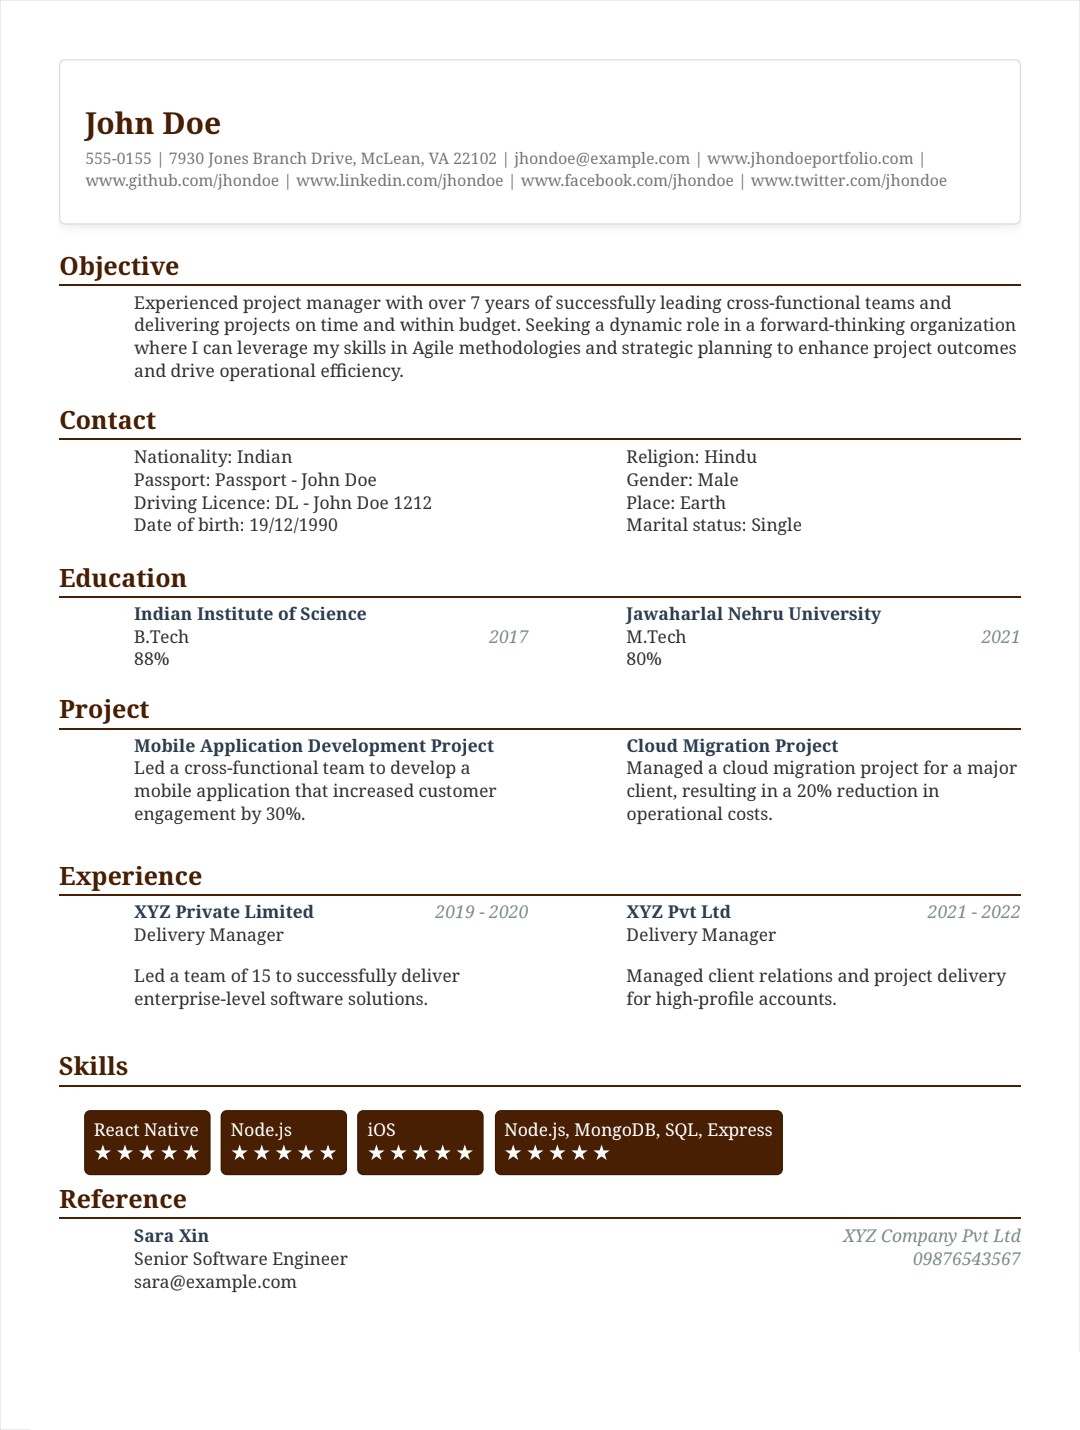 John Doe
555-0155 | 7930 Jones Branch Drive, McLean, VA 22102 | jhondoe@example.com | www.jhondoeportfolio.com |
www.github.com/jhondoe | www.linkedin.com/jhondoe | www.facebook.com/jhondoe | www.twitter.com/jhondoe
Objective
Experienced project manager with over 7 years of successfully leading cross-functional teams and
delivering projects on time and within budget. Seeking a dynamic role in a forward-thinking organization
where I can leverage my skills in Agile methodologies and strategic planning to enhance project outcomes
and drive operational efficiency.
Contact
Nationality: Indian
Passport: Passport - John Doe
Driving Licence: DL - John Doe 1212
Date of birth: 19/12/1990
Religion: Hindu
Gender: Male
Place: Earth
Marital status: Single
Education
Indian Institute of Science
B.Tech 2017
88%
Jawaharlal Nehru University
M.Tech 2021
80%
Project
Mobile Application Development Project
Led a cross-functional team to develop a
mobile application that increased customer
engagement by 30%.
Cloud Migration Project
Managed a cloud migration project for a major
client, resulting in a 20% reduction in
operational costs.
Experience
XYZ Private Limited 2019 - 2020
Delivery Manager
Led a team of 15 to successfully deliver
enterprise-level software solutions.
XYZ Pvt Ltd 2021 - 2022
Delivery Manager
Managed client relations and project delivery
for high-profile accounts.
Skills
React Native
★★★★★
Node.js
★★★★★
iOS
★★★★★
Node.js, MongoDB, SQL, Express
★★★★★
Reference
Sara Xin XYZ Company Pvt Ltd
Senior Software Engineer 09876543567
sara@example.com